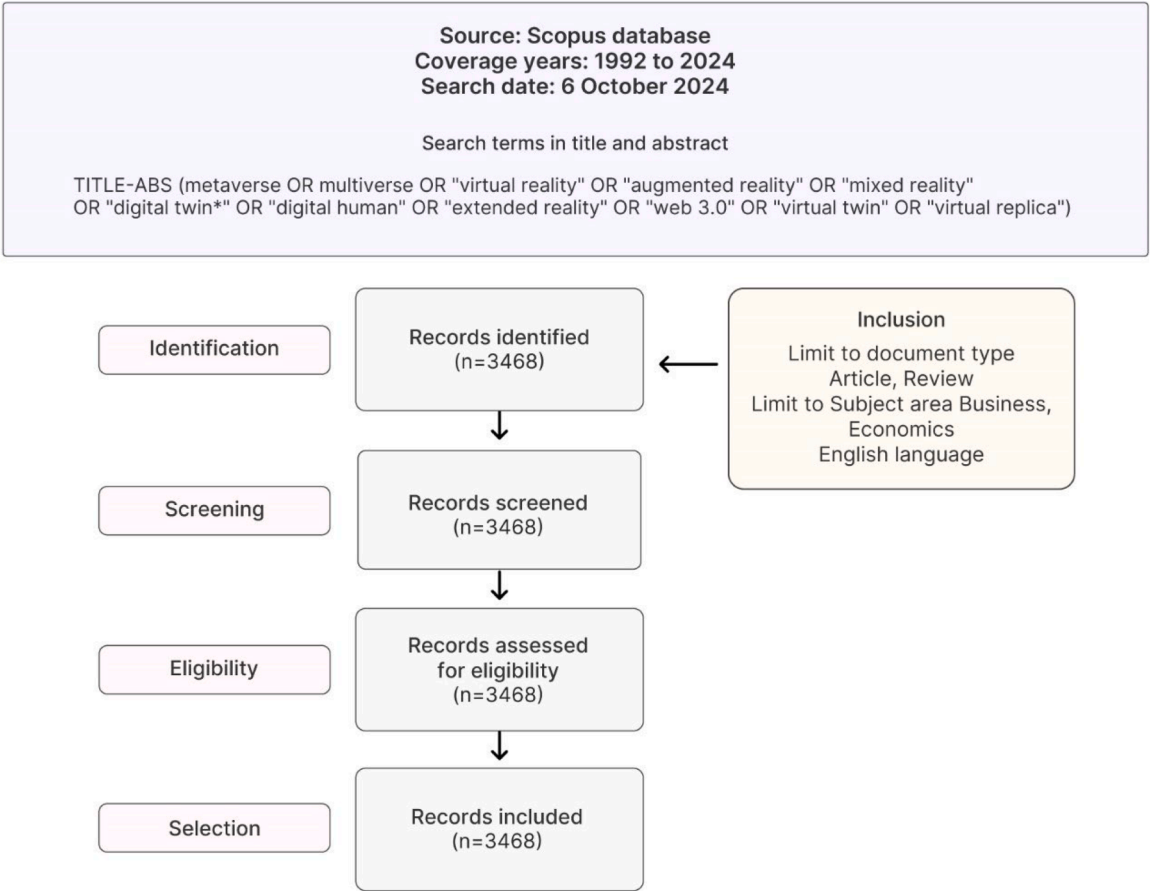 Source: Scopus database
Coverage years: 1992 to 2024
Search date: 6 October 2024
Search terms in title and abstract
TITLE-ABS (metaverse OR multiverse OR "virtual reality" OR "augmented reality" OR "mixed reality"
OR "digital twin*" OR "digital human" OR "extended reality" OR "web 3.0" OR "virtual twin" OR "virtual replica")
Identification
Records identified
(n=3468)
Inclusion
Limit to document type
Article, Review
Limit to Subject area Business,
Economics
English language
Screening
Records screened
(n=3468)
Eligibility
Records assessed
for eligibility
(n=3468)
Selection
Records included
(n=3468)